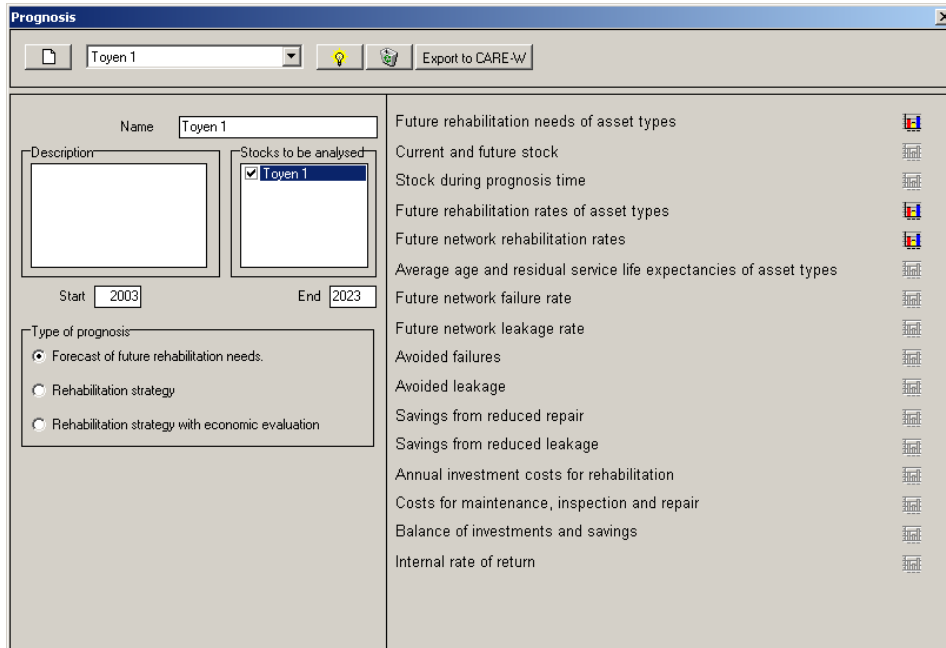 Prognosis
Toyen 1
Export to CARE-W
Name Toyen 1
Description
Stocks to be analysed
Toyen 1
Start 2003 End 2023
Type of prognosis
Forecast of future rehabilitation needs.
Rehabilitation strategy
Rehabilitation strategy with economic evaluation
Future rehabilitation needs of asset types
Current and future stock
Stock during prognosis time
Future rehabilitation rates of asset types
Future network rehabilitation rates
Average age and residual service life expectancies of asset types
Future network failure rate
Future network leakage rate
Avoided failures
Avoided leakage
Savings from reduced repair
Savings from reduced leakage
Annual investment costs for rehabilitation
Costs for maintenance, inspection and repair
Balance of investments and savings
Internal rate of return